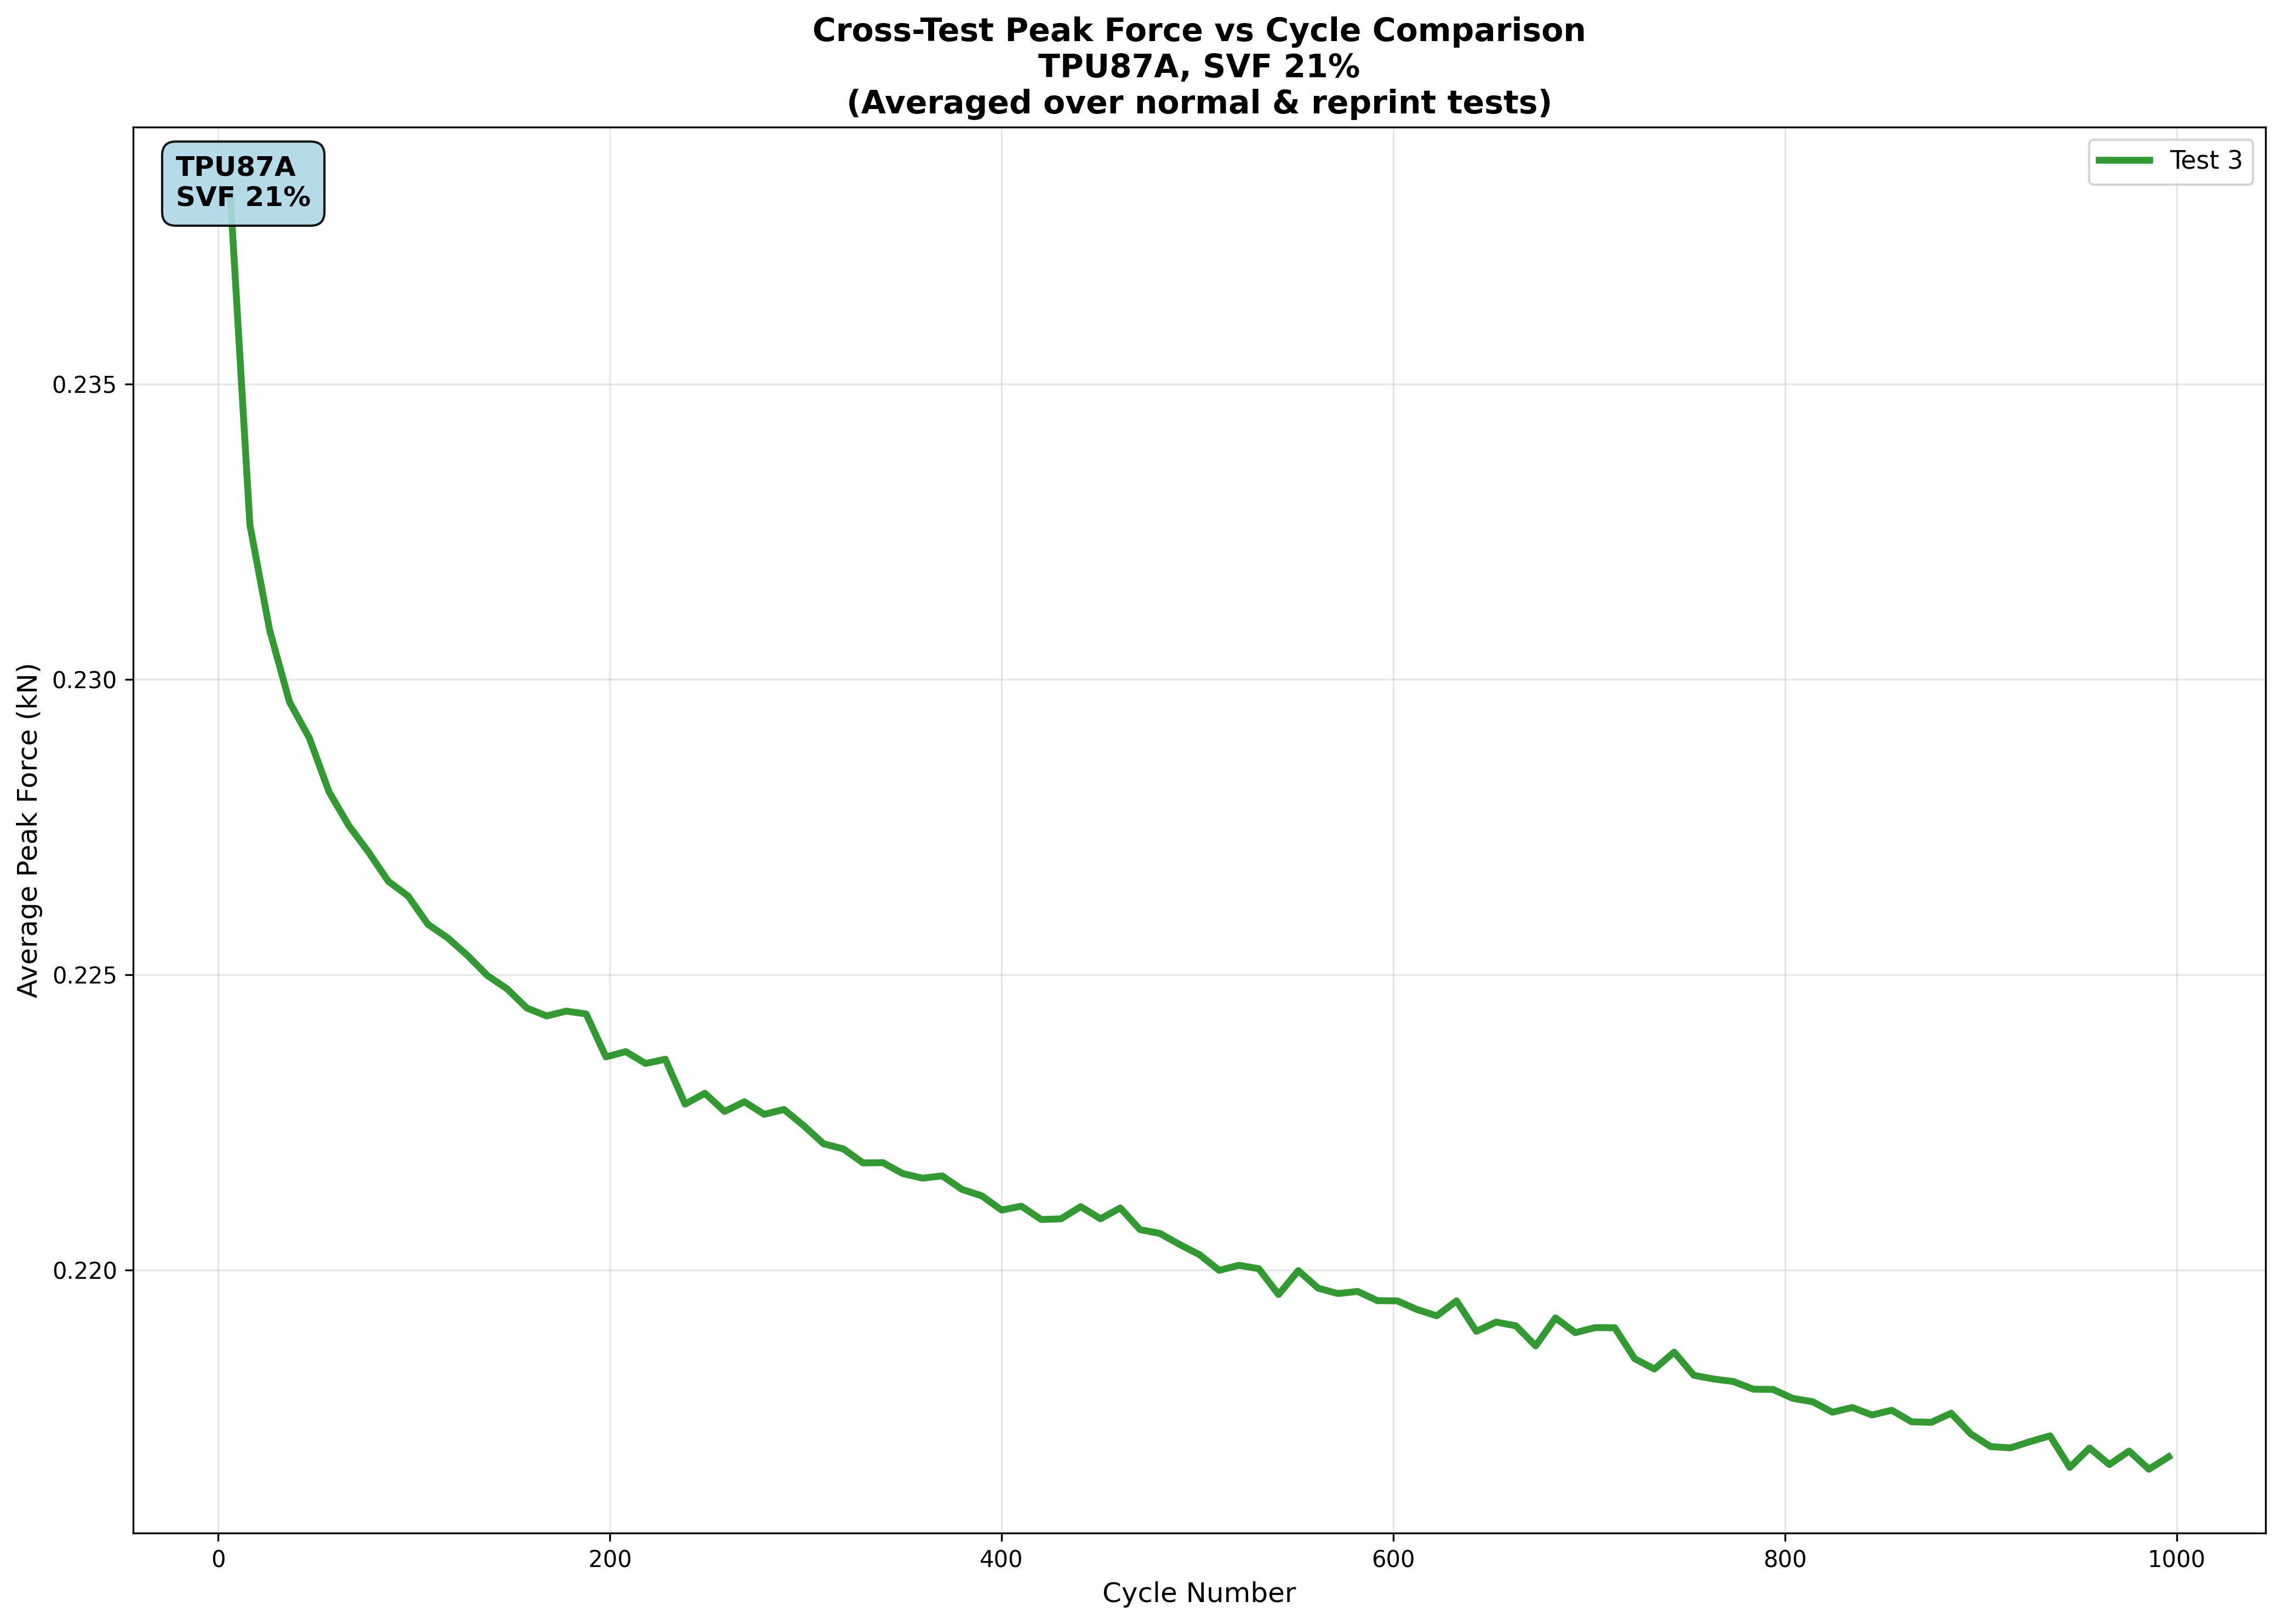 Cross-Test Peak Force vs Cycle Comparison
TPU87A, SVF 21%
(Averaged over normal & reprint tests)
TPU87A
SVF 21%
Test 3
0.235
0.230
0.225
0.220
Average Peak Force (kN)
0
200
400
600
800
1000
Cycle Number